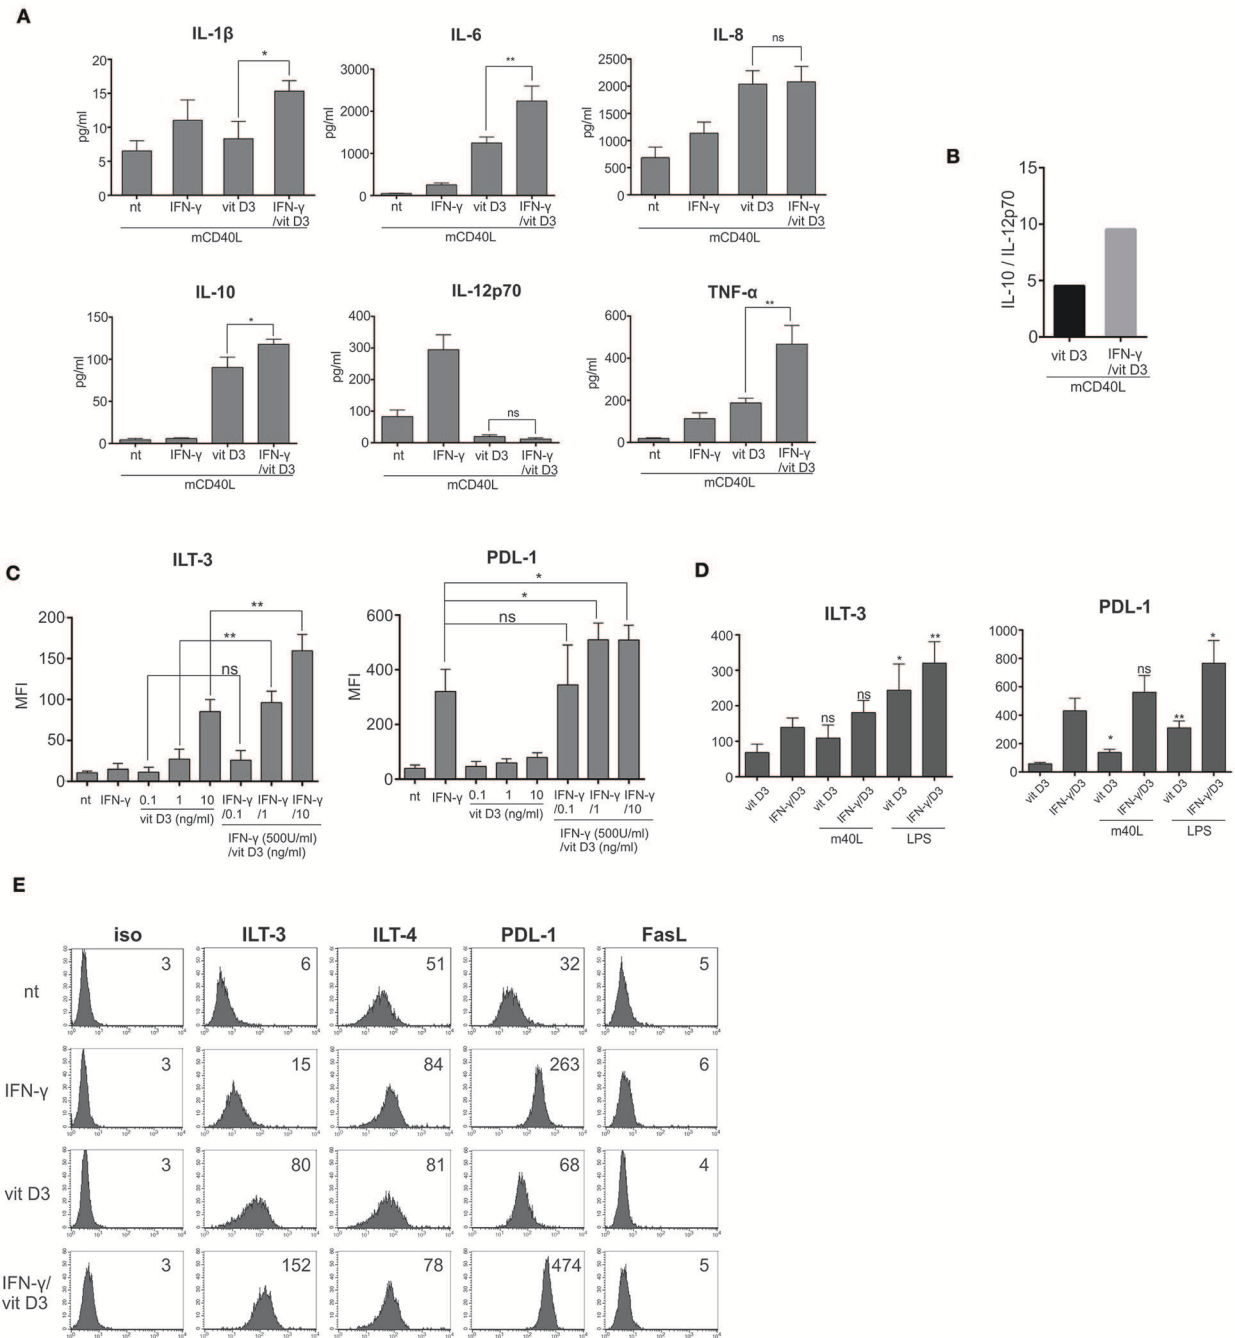 A
IL-1β
IL-6
IL-8
20
15
10
5
0
pg/ml
*
nt
IFN-γ
vit D3
IFN-γ
/vit D3
mCD40L
3000
2000
1000
0
pg/ml
**
nt
IFN-γ
vit D3
IFN-γ
/vit D3
mCD40L
2500
2000
1500
1000
500
0
pg/ml
ns
nt
IFN-γ
vit D3
IFN-γ
/vit D3
mCD40L
IL-10
IL-12p70
TNF-α
150
100
50
0
pg/ml
*
nt
IFN-γ
vit D3
IFN-γ
/vit D3
mCD40L
400
300
200
100
0
pg/ml
ns
nt
IFN-γ
vit D3
IFN-γ
/vit D3
mCD40L
600
400
200
0
pg/ml
**
nt
IFN-γ
vit D3
IFN-γ
/vit D3
mCD40L
B
15
10
5
0
IL-10 / IL-12p70
vit D3
IFN-γ
/vit D3
mCD40L
C
ILT-3
200
150
100
50
0
MFI
**
**
ns
nt IFN-γ 0.1 1 10 IFN-γ IFN-γ IFN-γ
/0.1 /1 /10
vit D3 (ng/ml)
IFN-γ (500U/ml)
/vit D3 (ng/ml)
PDL-1
600
400
200
0
MFI
*
*
ns
nt IFN-γ 0.1 1 10 IFN-γ IFN-γ IFN-γ
/0.1 /1 /10
vit D3 (ng/ml)
IFN-γ (500U/ml)
/vit D3 (ng/ml)
D
ILT-3
400
300
200
100
0
ns
ns
*
**
vit D3
IFN-γ/D3
vit D3
IFN-γ/D3
vit D3
IFN-γ/D3
m40L
LPS
PDL-1
1000
800
600
400
200
0
*
ns
**
*
vit D3
IFN-γ/D3
vit D3
IFN-γ/D3
vit D3
IFN-γ/D3
m40L
LPS
E
iso ILT-3 ILT-4 PDL-1 FasL
nt 3 6 51 32 5
IFN-γ 3 15 84 263 6
vit D3 3 80 81 68 4
IFN-γ/
vit D3 3 152 78 474 5